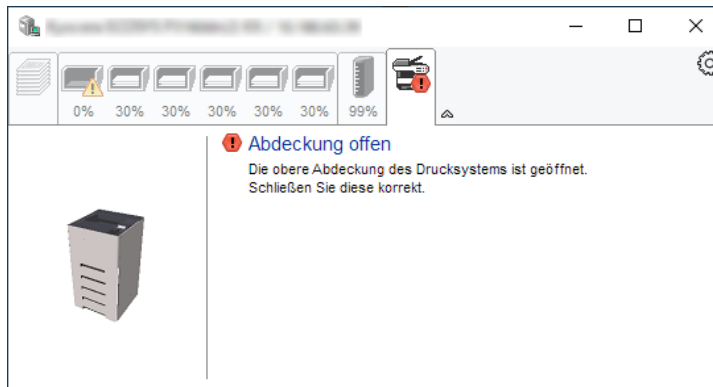 0% 30% 30% 30% 30% 30% 99%
Abdeckung offen
Die obere Abdeckung des Drucksystems ist geöffnet.
Schließen Sie diese korrekt.